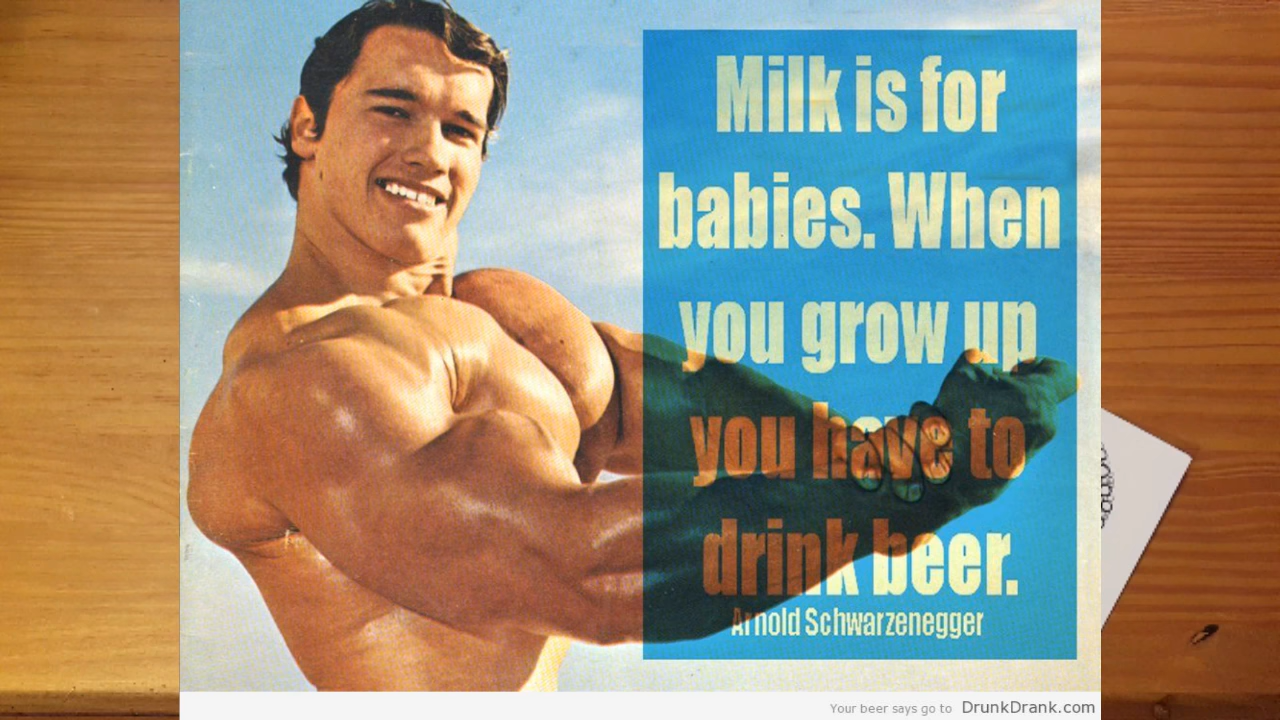 Milk is for
babies. When
you grow up
you have to
drink beer.
Arnold Schwarzenegger
Your beer says go to DrunkDrank.com